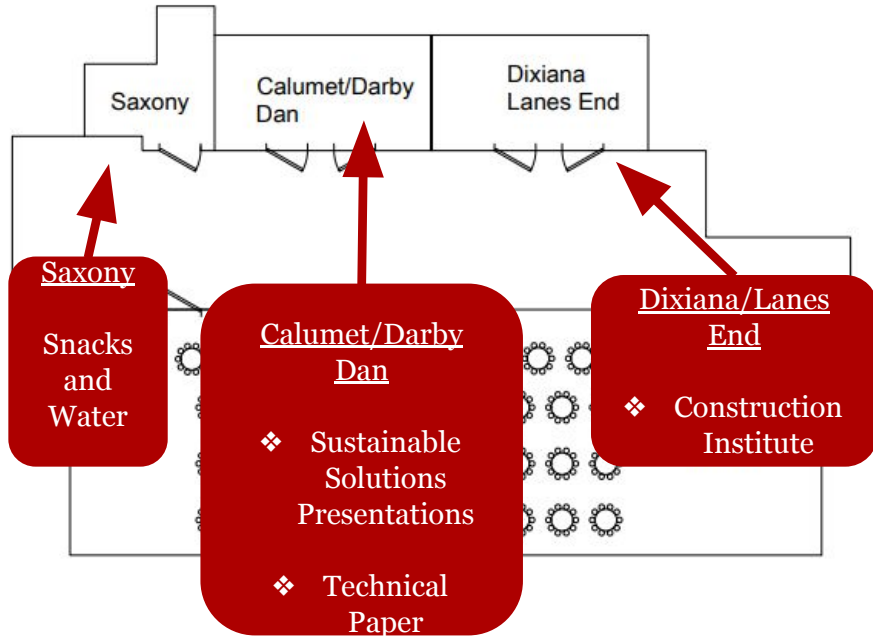 Saxony
Calumet/Darby
Dan
Dixiana
Lanes End
Saxony
Snacks
and
Water
Calumet/Darby
Dan
❖ Sustainable
Solutions
Presentations
❖ Technical
Paper
Dixiana/Lanes
End
❖ Construction
Institute